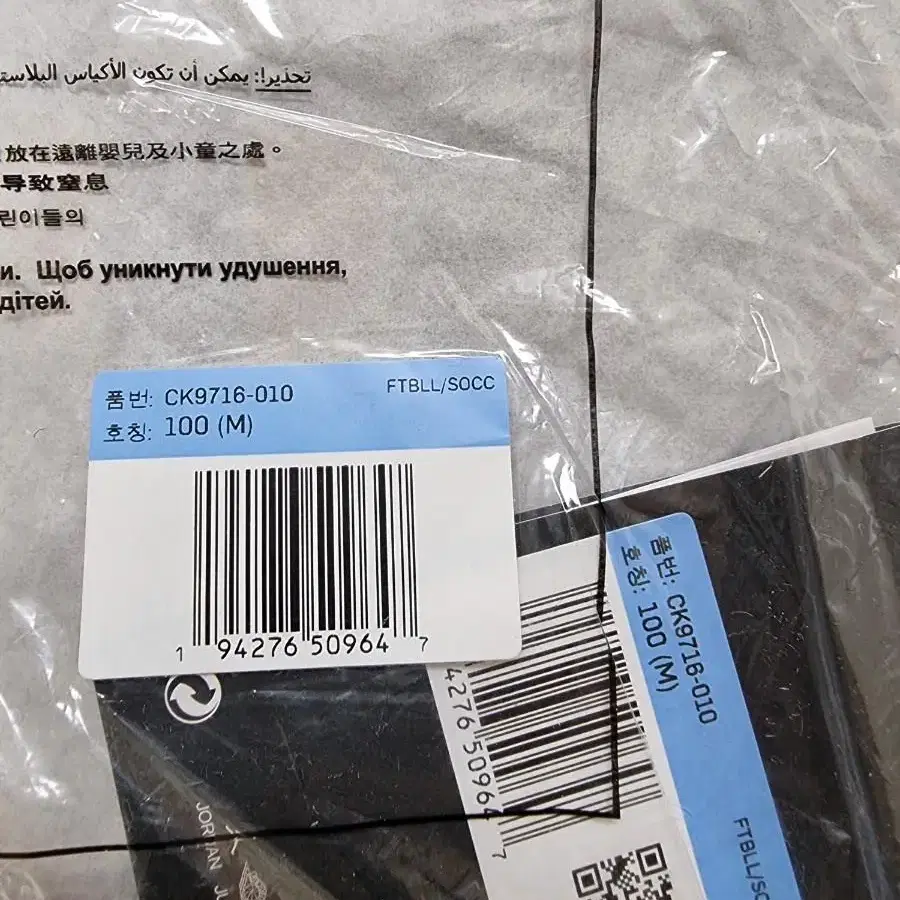 تحذير!: يمكن أن تكون الأكياس
放在遠離嬰兒及小童之處。
导致窒息
린이들의
и. Щоб уникнути удушення,
дітей.
품번: CK9716-010
FTBLL/SOCC
호칭: 100 (M)
1 94276 50964 7
품번: CK9716-010
호칭: 100 (M)
4276 50964 7
JORDAN